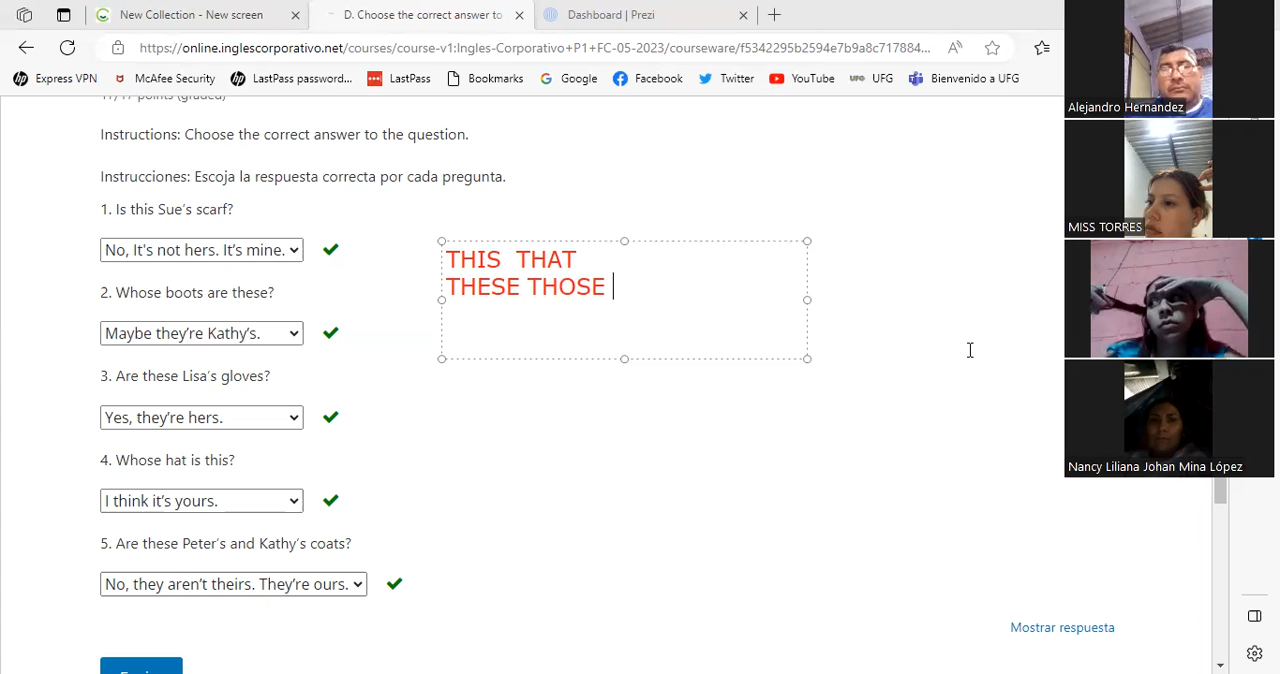 New Collection - New screen
D. Choose the correct answer to
Dashboard | Prezi
https://online.inglescorporativo.net/courses/course-v1:Ingles-Corporativo+P1+FC-05-2023/courseware/f5342295b2594e7b9a8c717884...
Express VPN
McAfee Security
LastPass password...
LastPass
Bookmarks
Google
Facebook
Twitter
YouTube
UFG
Bienvenido a UFG
17/17 points (graded)
Instructions: Choose the correct answer to the question.
Instrucciones: Escoja la respuesta correcta por cada pregunta.
1. Is this Sue's scarf?
No, It's not hers. It's mine.
2. Whose boots are these?
Maybe they're Kathy's.
3. Are these Lisa's gloves?
Yes, they're hers.
4. Whose hat is this?
I think it's yours.
5. Are these Peter's and Kathy's coats?
No, they aren't theirs. They're ours.
THIS THAT
THESE THOSE
Mostrar respuesta
Alejandro Hernandez
MISS TORRES
Nancy Liliana Johan Mina López